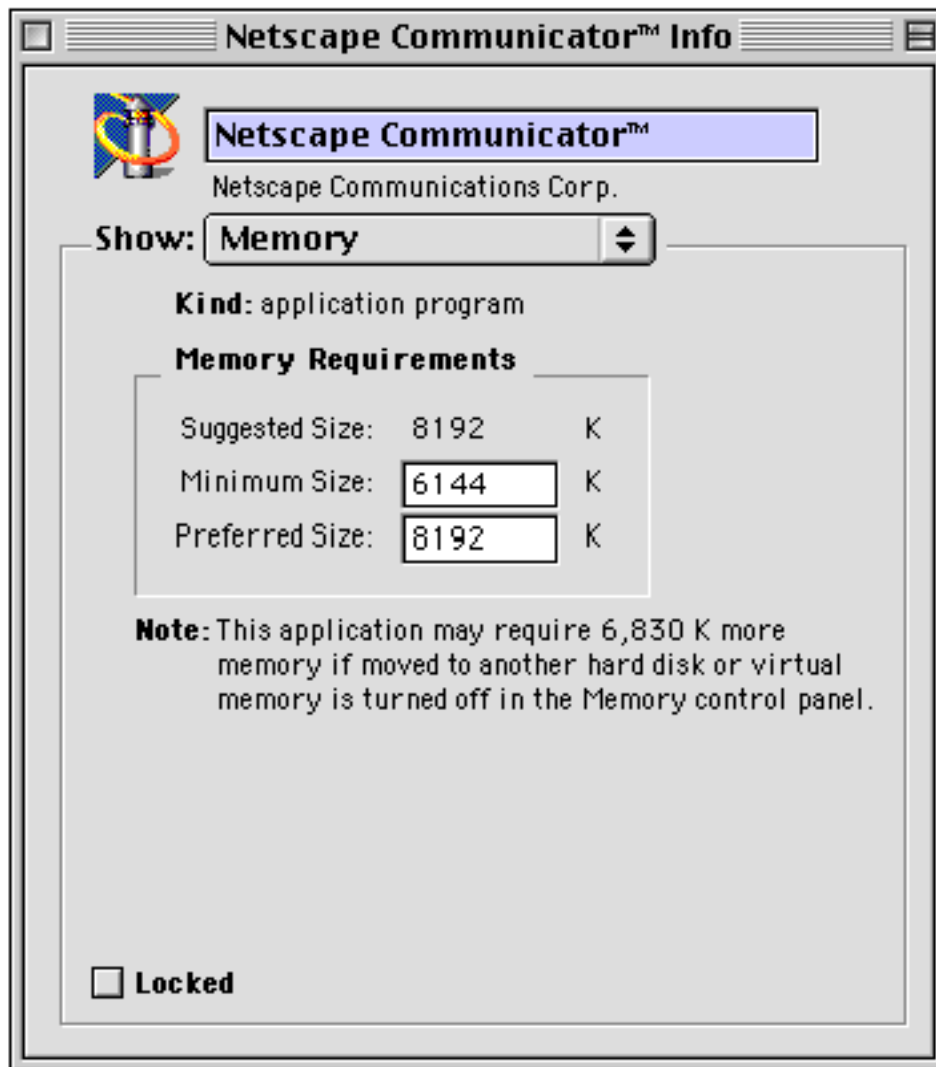 Netscape Communicator™ Info
Netscape Communicator™
Netscape Communications Corp.
Show: Memory
Kind: application program
Memory Requirements
Suggested Size: 8192 K
Minimum Size: 6144 K
Preferred Size: 8192 K
Note: This application may require 6,830 K more
memory if moved to another hard disk or virtual
memory is turned off in the Memory control panel.
Locked